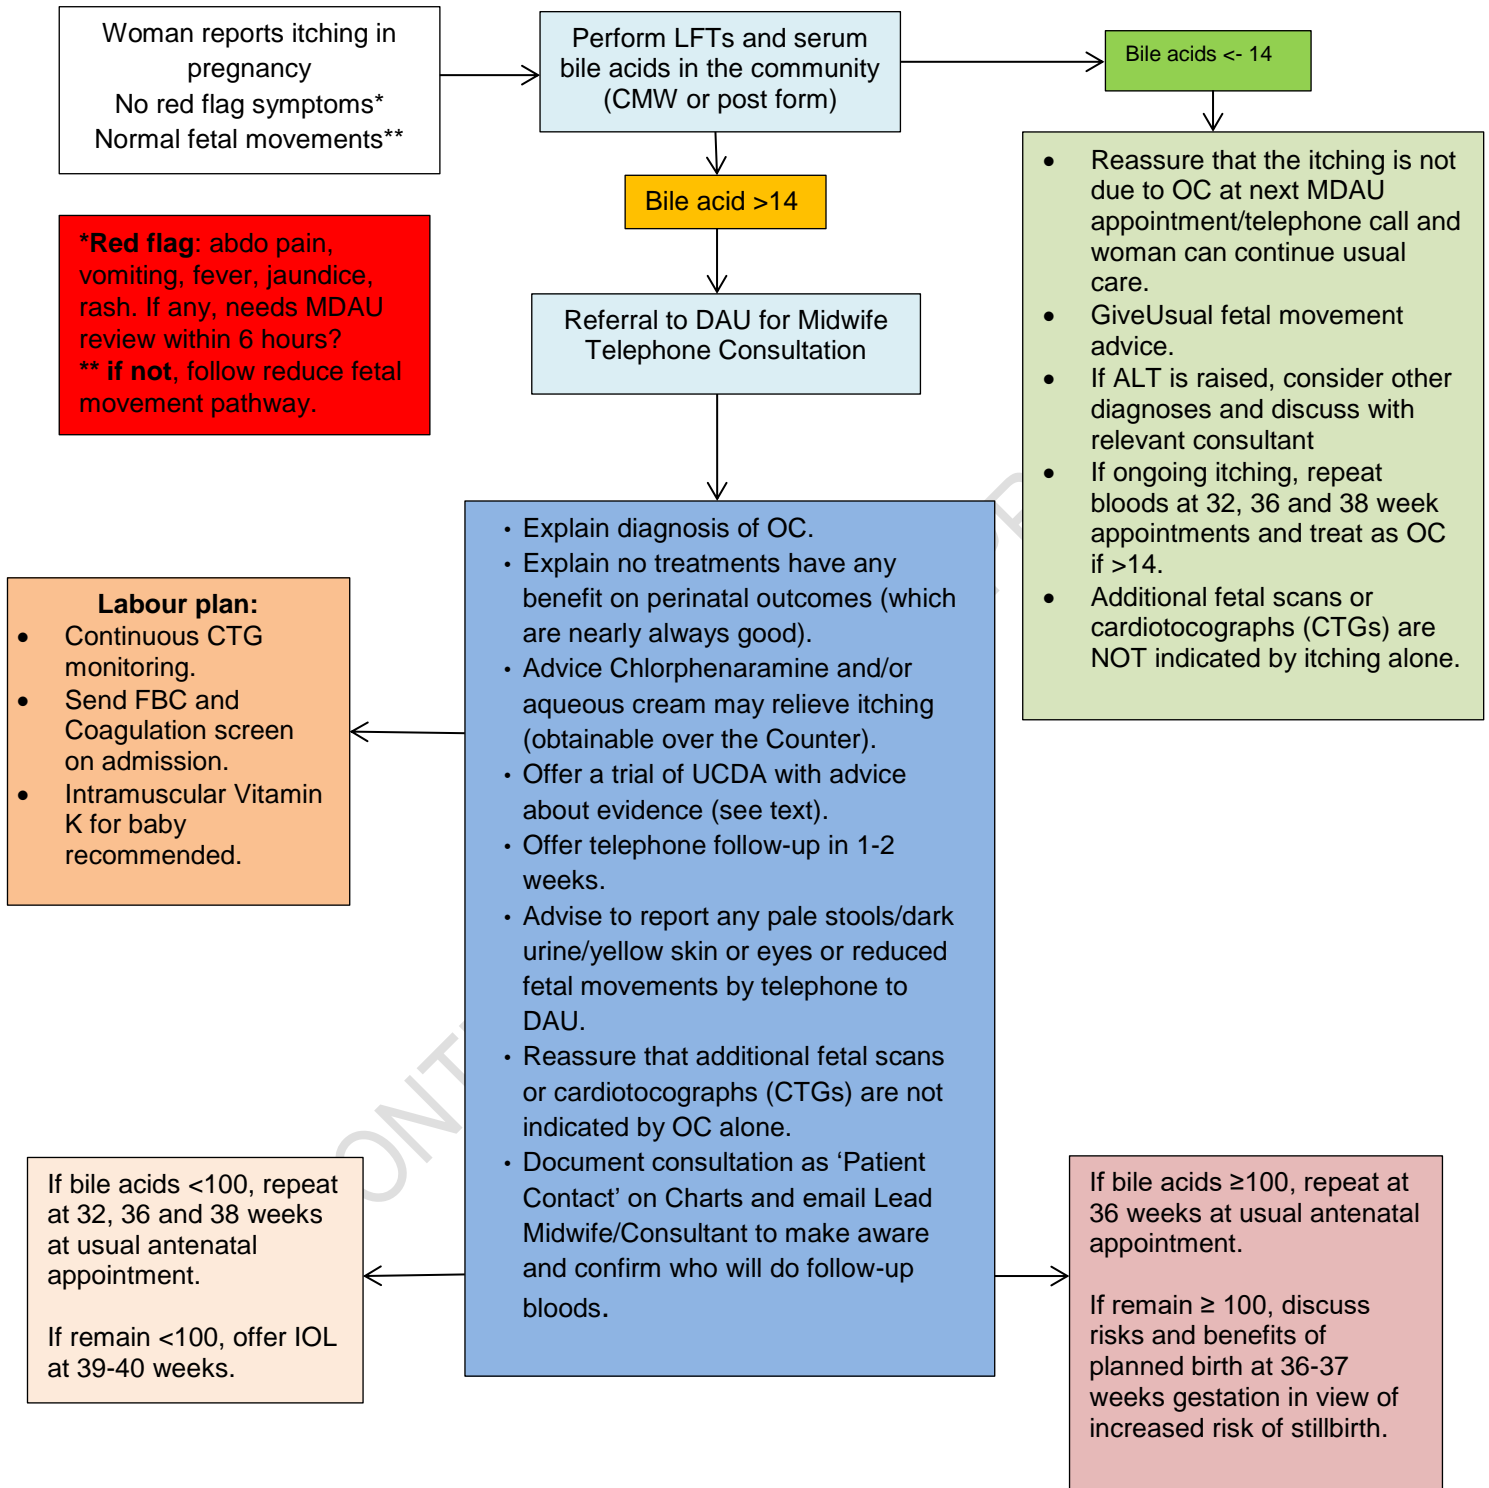 Woman reports itching in
pregnancy
No red flag symptoms*
Normal fetal movements**
Perform LFTs and serum
bile acids in the community
(CMW or post form)
Bile acids <- 14
*Red flag: abdo pain,
vomiting, fever, jaundice,
rash. If any, needs MDAU
review within 6 hours?
** if not, follow reduce fetal
movement pathway.
Bile acid >14
Referral to DAU for Midwife
Telephone Consultation
• Reassure that the itching is not
due to OC at next MDAU
appointment/telephone call and
woman can continue usual
care.
• GiveUsual fetal movement
advice.
• If ALT is raised, consider other
diagnoses and discuss with
relevant consultant
• If ongoing itching, repeat
bloods at 32, 36 and 38 week
appointments and treat as OC
if >14.
• Additional fetal scans or
cardiotocographs (CTGs) are
NOT indicated by itching alone.
• Explain diagnosis of OC.
• Explain no treatments have any
benefit on perinatal outcomes (which
are nearly always good).
• Advice Chlorphenaramine and/or
aqueous cream may relieve itching
(obtainable over the Counter).
• Offer a trial of UCDA with advice
about evidence (see text).
• Offer telephone follow-up in 1-2
weeks.
• Advise to report any pale stools/dark
urine/yellow skin or eyes or reduced
fetal movements by telephone to
DAU.
• Reassure that additional fetal scans
or cardiotocographs (CTGs) are not
indicated by OC alone.
• Document consultation as ‘Patient
Contact’ on Charts and email Lead
Midwife/Consultant to make aware
and confirm who will do follow-up
bloods.
Labour plan:
• Continuous CTG
monitoring.
• Send FBC and
Coagulation screen
on admission.
• Intramuscular Vitamin
K for baby
recommended.
If bile acids <100, repeat
at 32, 36 and 38 weeks
at usual antenatal
appointment.
If remain <100, offer IOL
at 39-40 weeks.
If bile acids ≥100, repeat at
36 weeks at usual antenatal
appointment.
If remain ≥ 100, discuss
risks and benefits of
planned birth at 36-37
weeks gestation in view of
increased risk of stillbirth.